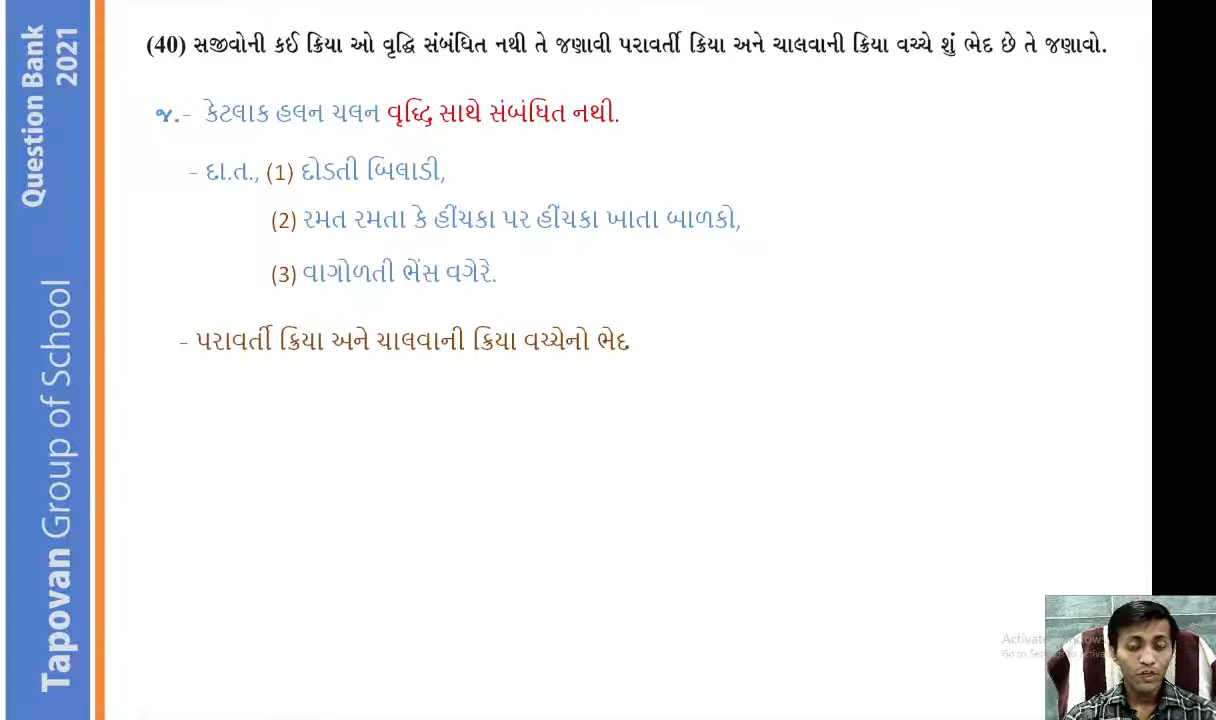 Question Bank
2021
Tapovan Group of School
(40) સજીવોની કઈ ક્રિયા ઓ વૃદ્ધિ સંબંધિત નથી તે જણાવી પરાવર્તી ક્રિયા અને ચાલવાની ક્રિયા વચ્ચે શું ભેદ છે તે જણાવો.
જ.- કેટલાક હલન ચલન વૃદ્ધિ સાથે સંબંધિત નથી.
- દા.ત., (1) દોડતી બિલાડી,
(2) રમત રમતા કે હીંચકા પર હીંચકા ખાતા બાળકો,
(3) વાગોળતી ભેંસ વગેરે.
- પરાવર્તી ક્રિયા અને ચાલવાની ક્રિયા વચ્ચેનો ભેદ